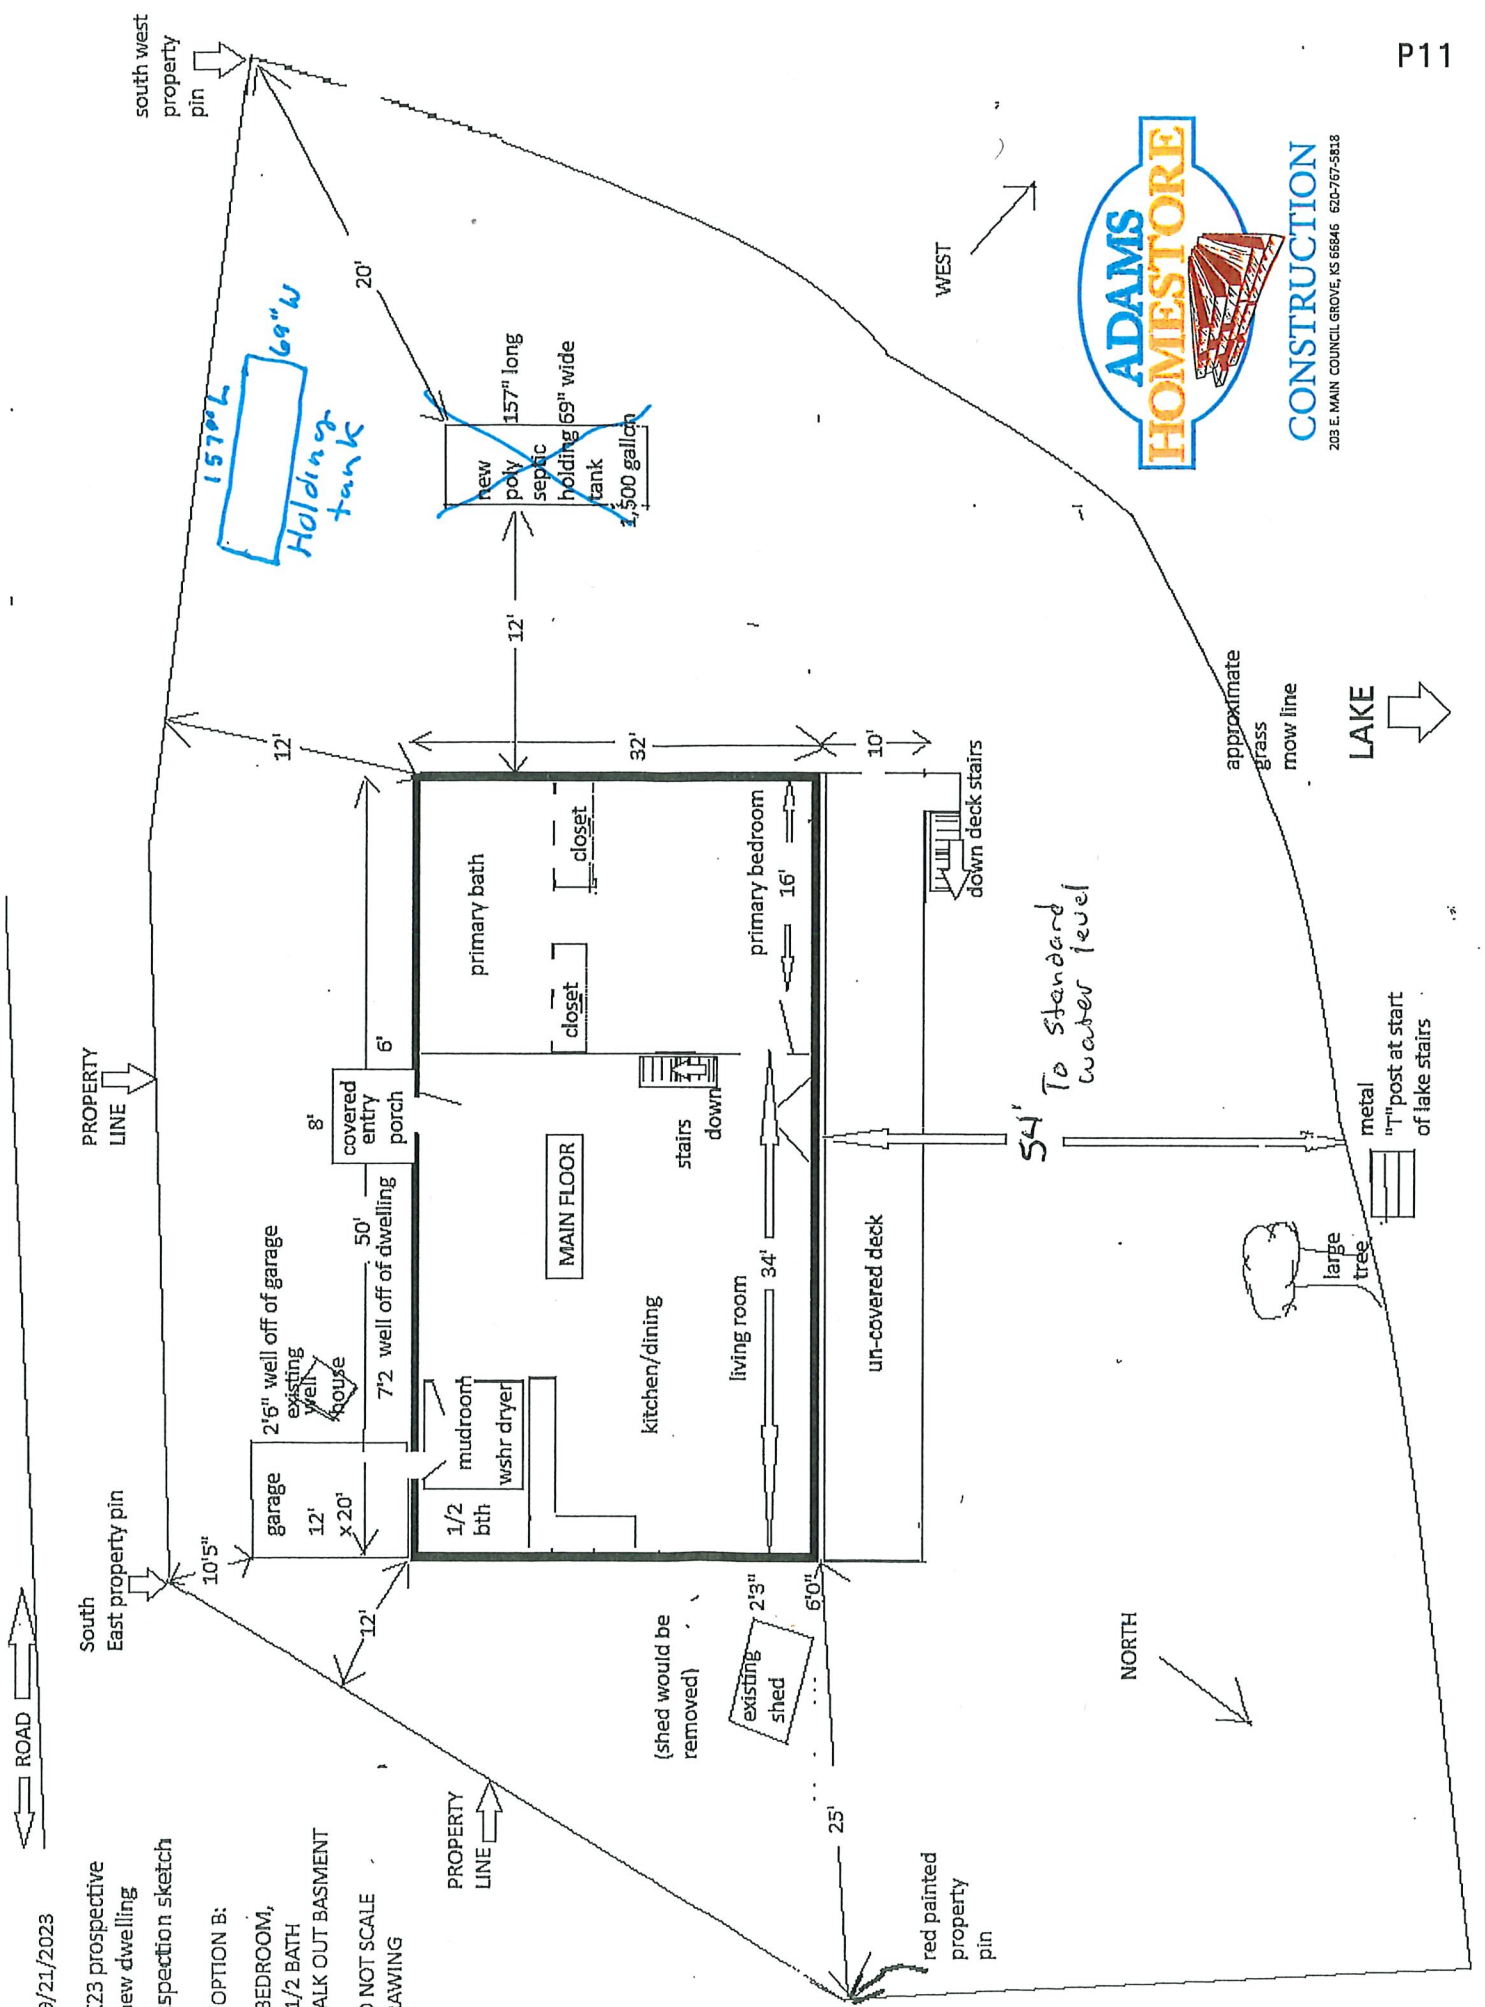 9/21/2023
23 prospective
new dwelling
spection sketch
OPTION B:
BEDROOM,
1/2 BATH
ALK OUT BASMENT
NOT SCALE
AWING
ROAD
South
East property pin
PROPERTY
LINE
south west
property
pin
10'5"
garage
12'
x 20'
2'6" well off of garage
existing
well
house
50'
7'2 well off of dwelling
8'
covered
entry
porch
6'
12'
157" L
69" W
Holding
tank
20'
new
poly
septic
holding
tank
1,500 gallon
157" long
69" wide
12'
12'
PROPERTY
LINE
1/2
bth
mudroom
wshr dryer
MAIN FLOOR
kitchen/dining
living room
34'
stairs
down
closet
closet
primary bath
primary bedroom
16'
32'
10'
(shed would be
removed)
existing
shed
2'3"
6'0"
25'
red painted
property
pin
un-covered deck
down deck stairs
54' To standard
water level
NORTH
WEST
large
tree
metal
"T"post at start
of lake stairs
approximate
grass
mow line
LAKE
ADAMS
HOMESTORE
CONSTRUCTION
203 E. MAIN COUNCIL GROVE, KS 66846 620-767-5818
P11